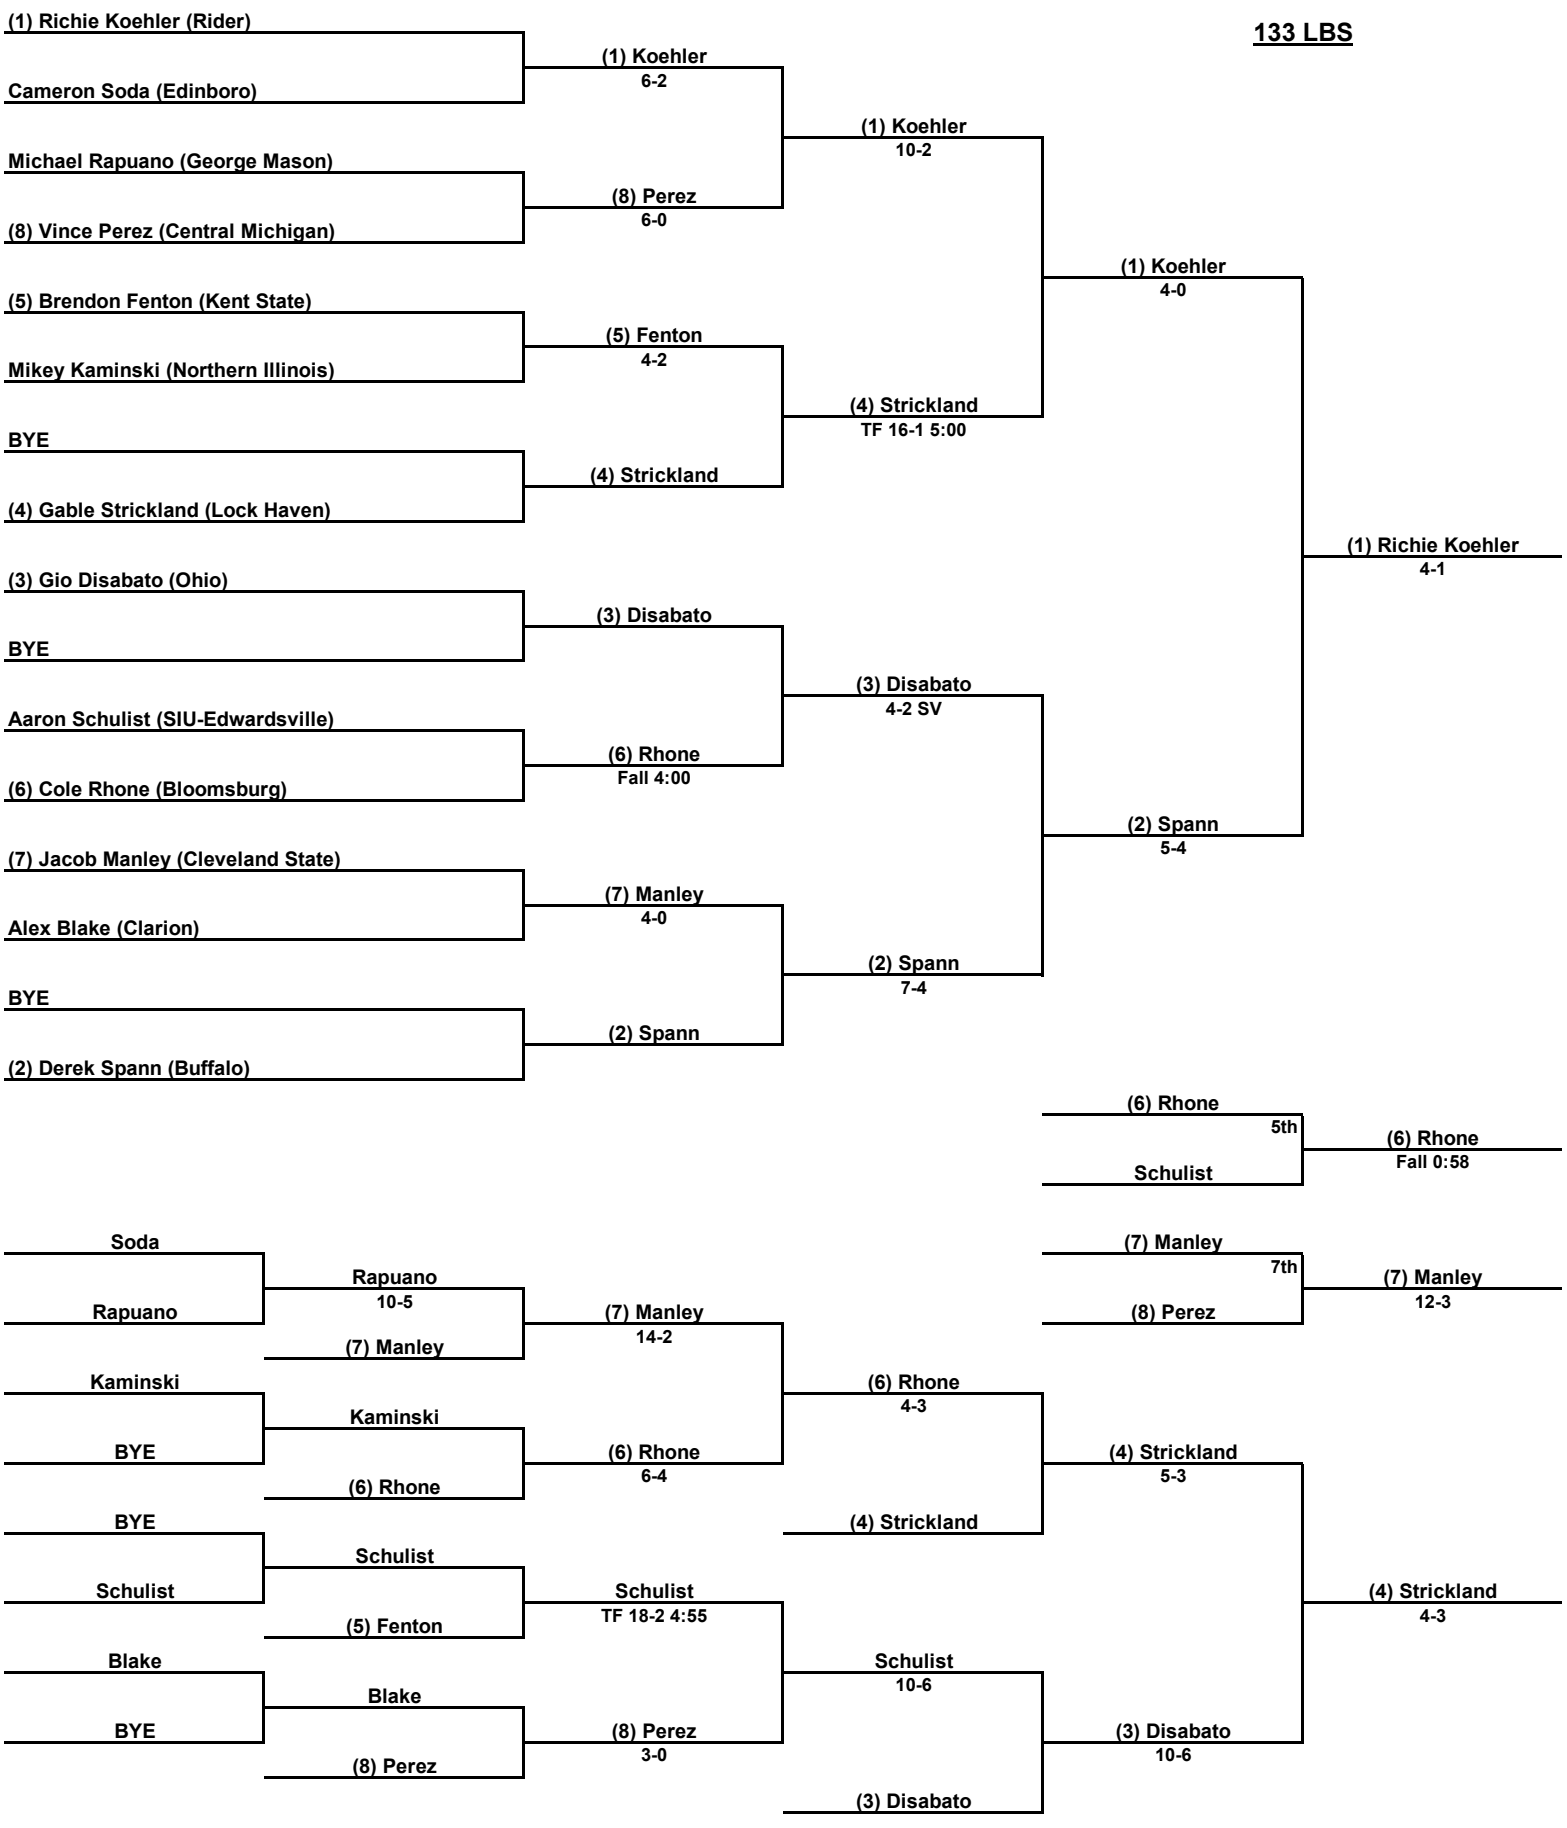 133 LBS
(1) Richie Koehler (Rider)
Cameron Soda (Edinboro)
Michael Rapuano (George Mason)
(8) Vince Perez (Central Michigan)
(5) Brendon Fenton (Kent State)
Mikey Kaminski (Northern Illinois)
BYE
(4) Gable Strickland (Lock Haven)
(3) Gio Disabato (Ohio)
BYE
Aaron Schulist (SIU-Edwardsville)
(6) Cole Rhone (Bloomsburg)
(7) Jacob Manley (Cleveland State)
Alex Blake (Clarion)
BYE
(2) Derek Spann (Buffalo)
(1) Koehler
6-2
(8) Perez
6-0
(5) Fenton
4-2
(4) Strickland
(3) Disabato
(6) Rhone
Fall 4:00
(7) Manley
4-0
(2) Spann
(1) Koehler
10-2
(4) Strickland
TF 16-1 5:00
(3) Disabato
4-2 SV
(2) Spann
7-4
(1) Koehler
4-0
(2) Spann
5-4
(1) Richie Koehler
4-1
(6) Rhone
5th
Schulist
(6) Rhone
Fall 0:58
(7) Manley
7th
(8) Perez
(7) Manley
12-3
Soda
Rapuano
Kaminski
BYE
BYE
Schulist
Blake
BYE
Rapuano
10-5
(7) Manley
Kaminski
(6) Rhone
Schulist
(5) Fenton
Blake
(8) Perez
(7) Manley
14-2
(6) Rhone
6-4
Schulist
TF 18-2 4:55
(8) Perez
3-0
(6) Rhone
4-3
(4) Strickland
Schulist
10-6
(3) Disabato
(4) Strickland
5-3
(3) Disabato
10-6
(4) Strickland
4-3